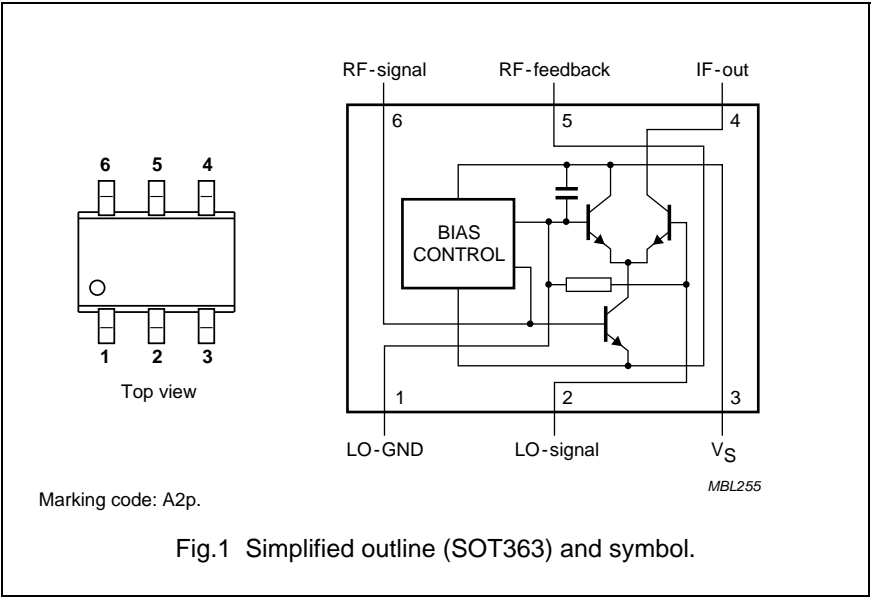 RF-signal RF-feedback IF-out
6 5 4
6 5 4
BIAS
CONTROL
1 2 3
Top view
1 2 3
LO-GND LO-signal VS
MBL255
Marking code: A2p.
Fig.1 Simplified outline (SOT363) and symbol.